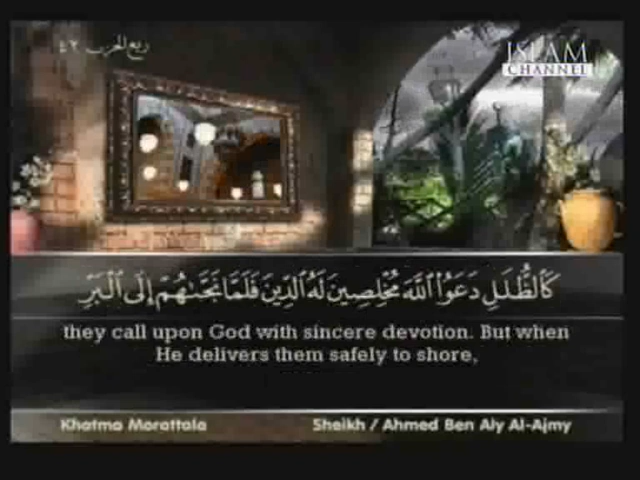 ربع الحزب ٤٢
ISLAM
CHANNEL
كَالظُّلَلِ دَعَوُا اللَّهَ مُخْلِصِينَ لَهُ الدِّينَ فَلَمَّا نَجَّاهُمْ إِلَى الْبَرِّ
they call upon God with sincere devotion. But when
He delivers them safely to shore,
Khatma Morattala
Sheikh / Ahmed Ben Aly Al-Ajmy